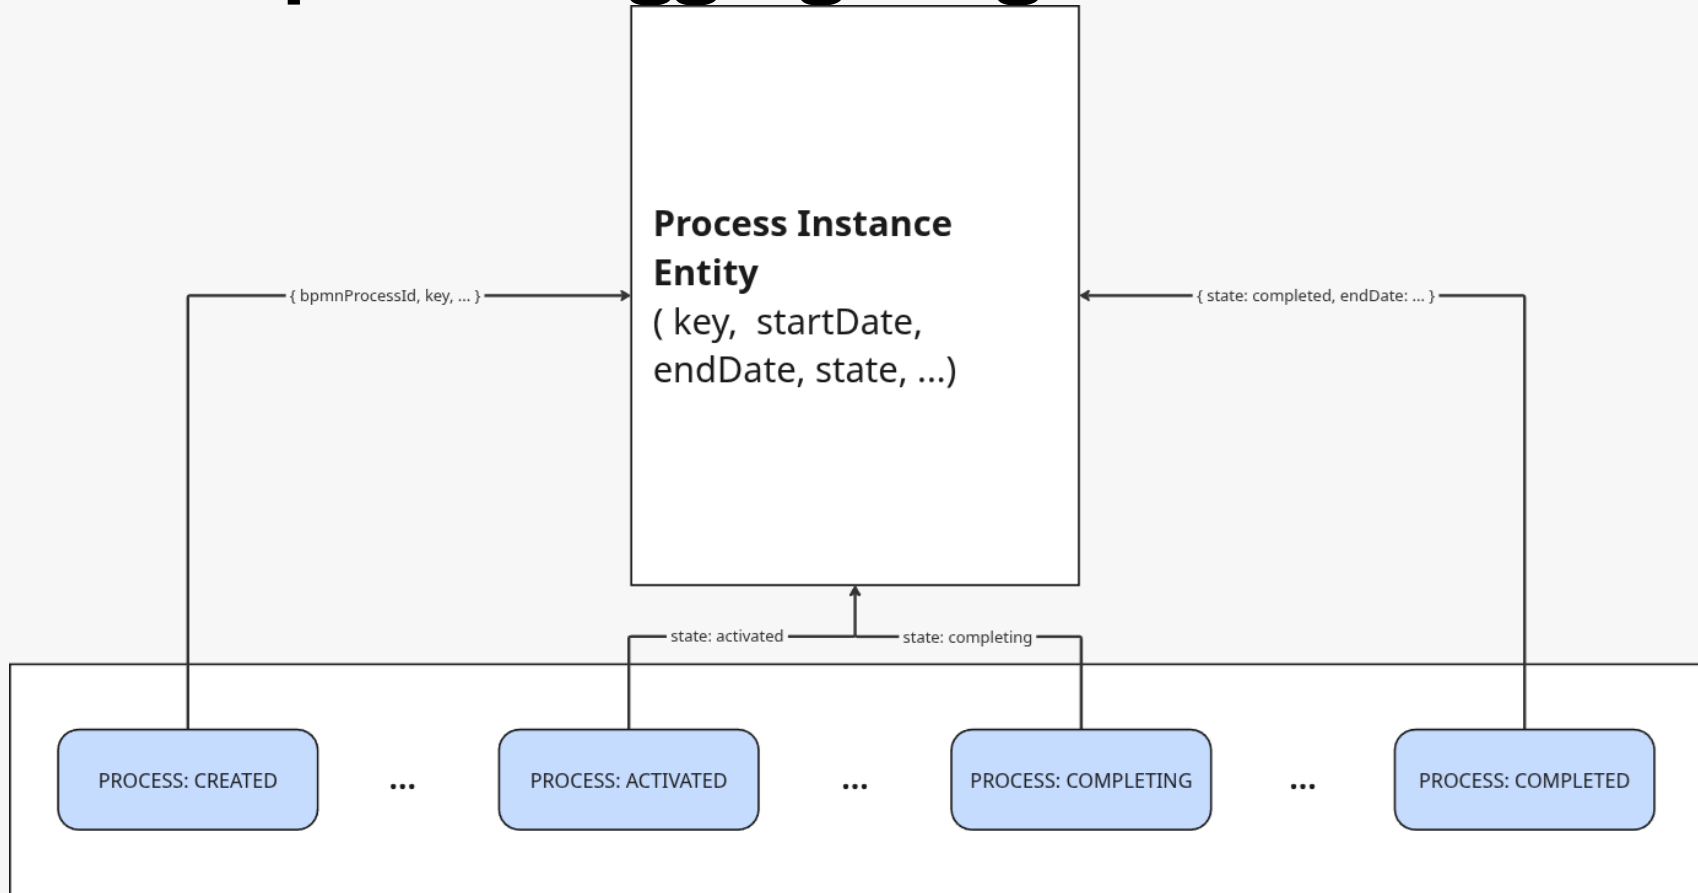 Process Instance
Entity
( key, startDate,
endDate, state, ...)
{ bpmnProcessId, key, ... }
{ state: completed, endDate: ... }
state: activated
state: completing
PROCESS: CREATED
...
PROCESS: ACTIVATED
...
PROCESS: COMPLETING
...
PROCESS: COMPLETED